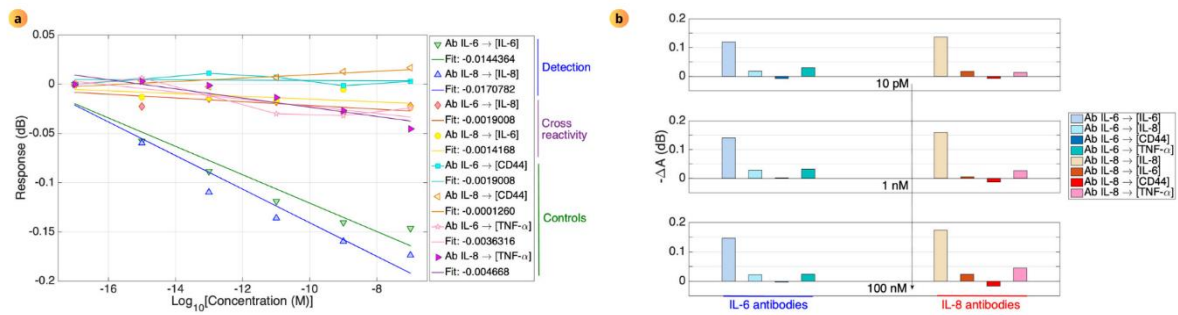 a
0.05
0
-0.05
-0.1
-0.15
-0.2
Response (dB)
-16
-14
-12
-10
-8
Log10[Concentration (M)]
Ab IL-6 → [IL-6]
Fit: -0.0144364
Ab IL-8 → [IL-8]
Fit: -0.0170782
Ab IL-6 → [IL-8]
Fit: -0.0019008
Ab IL-8 → [IL-6]
Fit: -0.0014168
Ab IL-6 → [CD44]
Fit: -0.0019008
Ab IL-8 → [CD44]
Fit: -0.0001260
Ab IL-6 → [TNF-α]
Fit: -0.0036316
Ab IL-8 → [TNF-α]
Fit: -0.004668
Detection
Cross
reactivity
Controls
b
0.2
0.1
0
10 pM
0.2
0.1
0
1 nM
0.2
0.1
0
100 nM
-ΔA (dB)
IL-6 antibodies
IL-8 antibodies
Ab IL-6 → [IL-6]
Ab IL-6 → [IL-8]
Ab IL-6 → [CD44]
Ab IL-6 → [TNF-α]
Ab IL-8 → [IL-8]
Ab IL-8 → [IL-6]
Ab IL-8 → [CD44]
Ab IL-8 → [TNF-α]